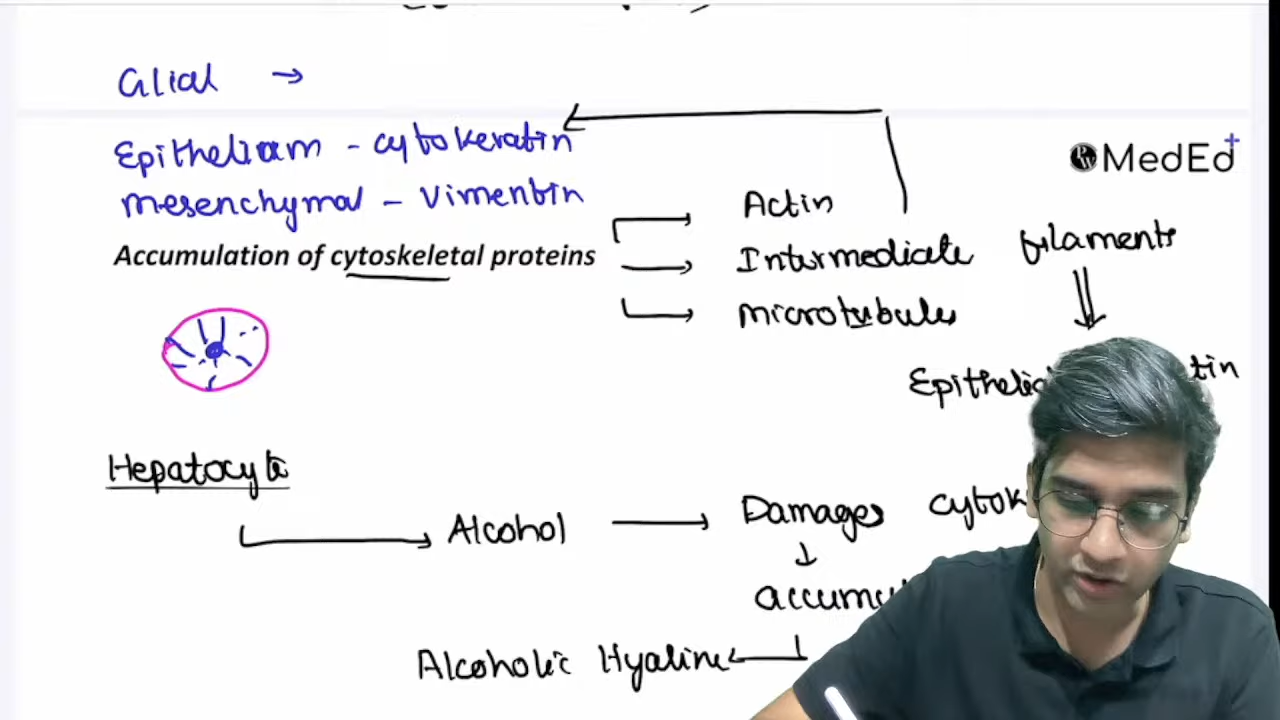 Glial →
Epithelium - cytokeratin
Mesenchymal - Vimentin
MedEd+
Accumulation of cytoskeletal proteins
Actin
Intermediate filaments
Microtubules
Hepatocyte
Alcohol → Damages
Alcoholic Hyaline